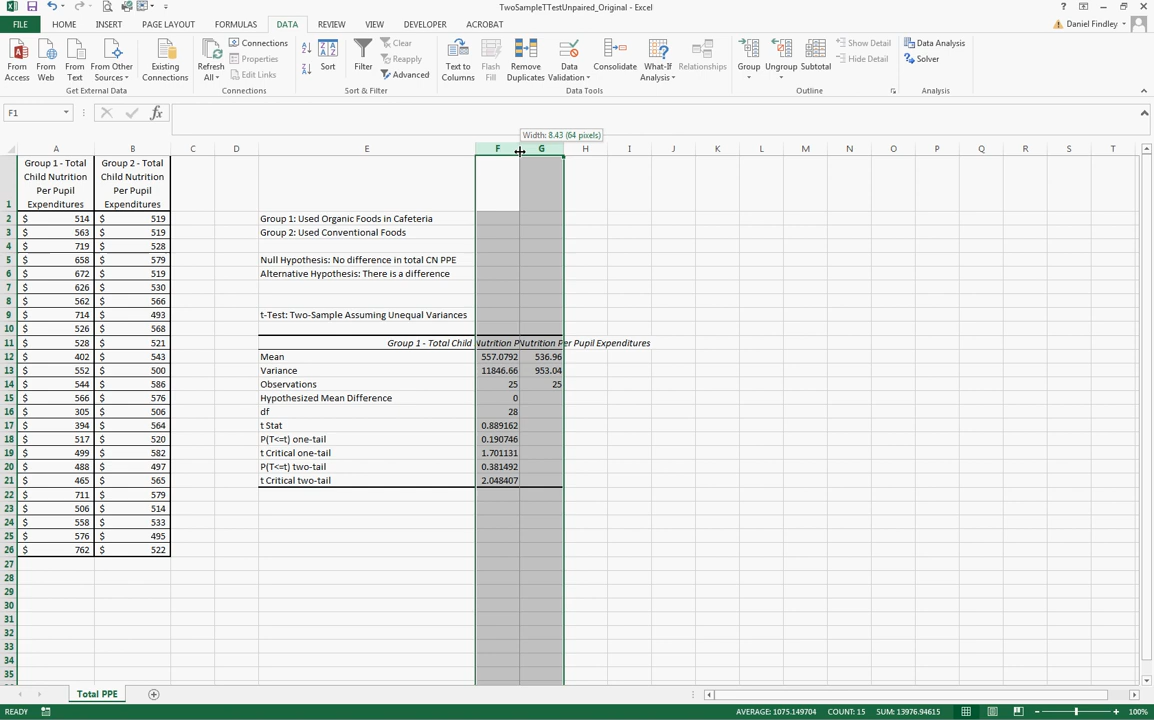 TwoSampleTTestUnpaired_Original - Excel
FILE HOME INSERT PAGE LAYOUT FORMULAS DATA REVIEW VIEW DEVELOPER ACROBAT
Daniel Findley
From Access From Web From Text From Other Sources Existing Connections
Get External Data
Refresh All Connections Properties Edit Links
Connections
Sort Filter Clear Reapply Advanced
Sort & Filter
Text to Columns Flash Fill Remove Duplicates Data Validation Consolidate What-If Analysis Relationships
Data Tools
Group Ungroup Subtotal Show Detail Hide Detail
Outline
Data Analysis Solver
Analysis
F1
Width: 8.43 (64 pixels)
A B C D E F G H I J K L M N O P Q R S T
1 Group 1 - Total Child Nutrition Per Pupil Expenditures Group 2 - Total Child Nutrition Per Pupil Expenditures
2 $ 514 $ 519 Group 1: Used Organic Foods in Cafeteria
3 $ 563 $ 519 Group 2: Used Conventional Foods
4 $ 719 $ 528
5 $ 658 $ 579 Null Hypothesis: No difference in total CN PPE
6 $ 672 $ 519 Alternative Hypothesis: There is a difference
7 $ 626 $ 530
8 $ 562 $ 566
9 $ 714 $ 493 t-Test: Two-Sample Assuming Unequal Variances
10 $ 526 $ 568
11 $ 528 $ 521 Group 1 - Total Child Nutrition P Nutrition Per Pupil Expenditures
12 $ 402 $ 543 Mean 557.0792 536.96
13 $ 552 $ 500 Variance 11846.66 953.04
14 $ 544 $ 586 Observations 25 25
15 $ 566 $ 576 Hypothesized Mean Difference 0
16 $ 305 $ 506 df 28
17 $ 394 $ 564 t Stat 0.889162
18 $ 517 $ 520 P(T<=t) one-tail 0.190746
19 $ 499 $ 582 t Critical one-tail 1.701131
20 $ 488 $ 497 P(T<=t) two-tail 0.381492
21 $ 465 $ 565 t Critical two-tail 2.048407
22 $ 711 $ 579
23 $ 506 $ 514
24 $ 558 $ 533
25 $ 576 $ 495
26 $ 762 $ 522
27
28
29
30
31
32
33
34
35
Total PPE
READY AVERAGE: 1075.149704 COUNT: 15 SUM: 13976.94615 100%